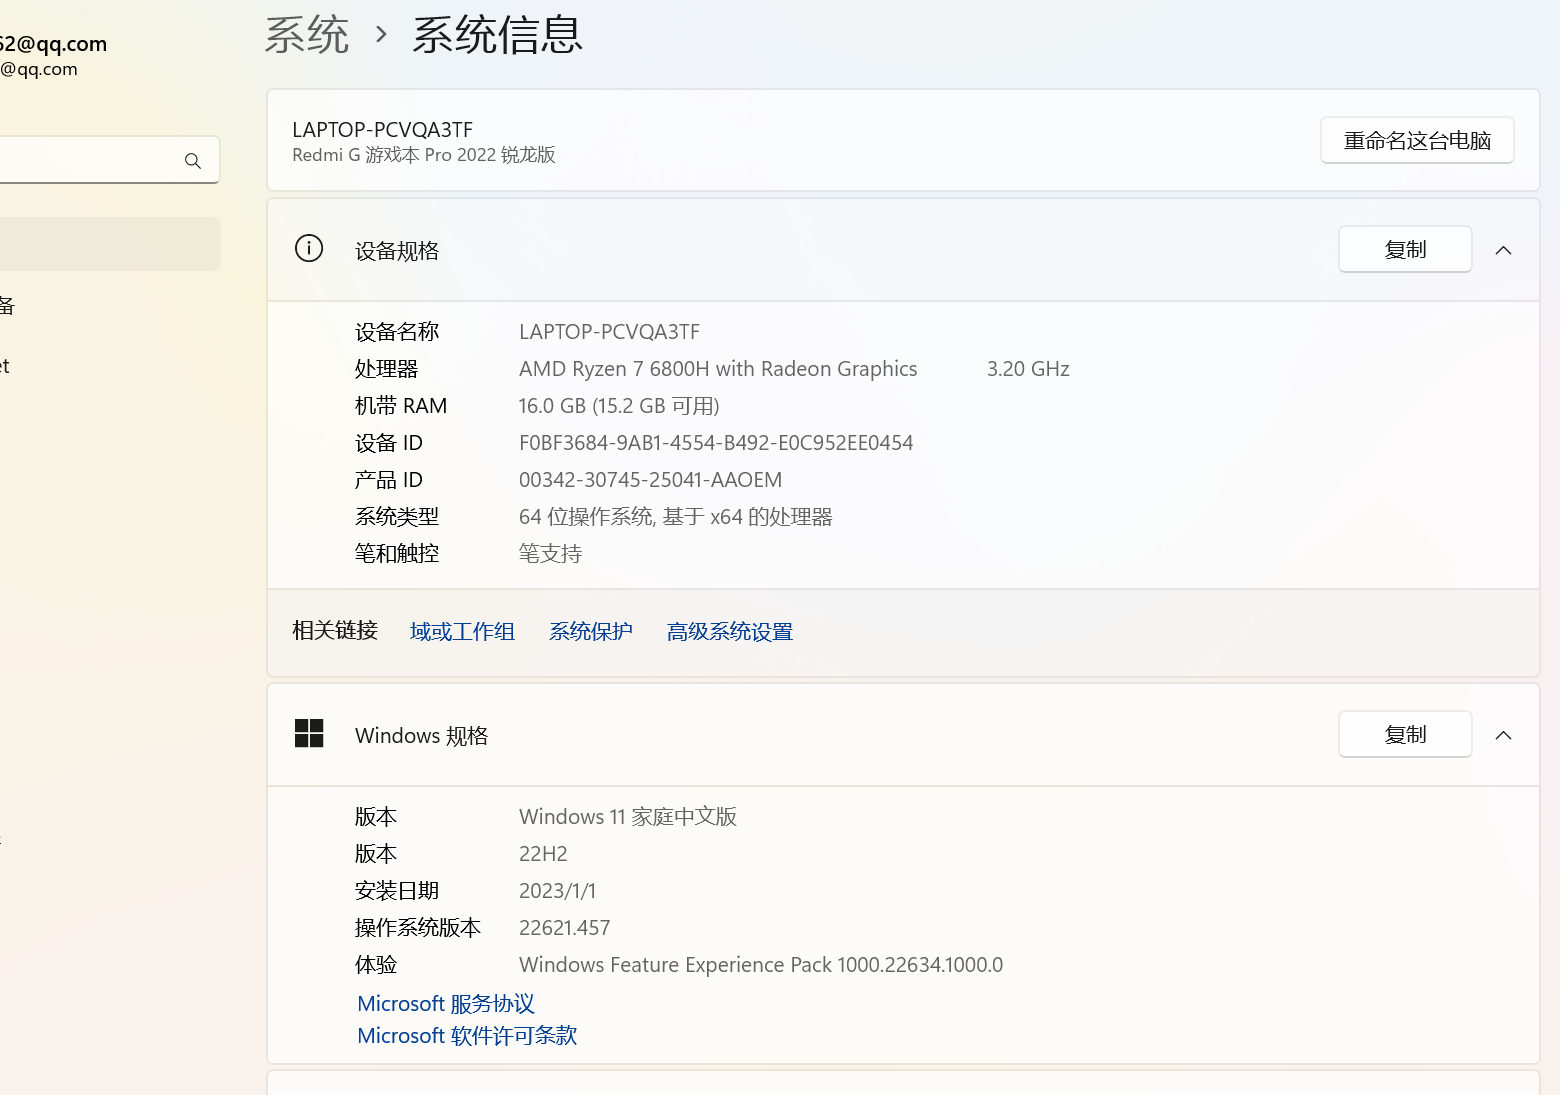 62@qq.com
@qq.com
备
et
系统 › 系统信息
LAPTOP-PCVQA3TF
Redmi G 游戏本 Pro 2022 锐龙版
重命名这台电脑
设备规格
复制
设备名称 LAPTOP-PCVQA3TF
处理器 AMD Ryzen 7 6800H with Radeon Graphics 3.20 GHz
机带 RAM 16.0 GB (15.2 GB 可用)
设备 ID F0BF3684-9AB1-4554-B492-E0C952EE0454
产品 ID 00342-30745-25041-AAOEM
系统类型 64 位操作系统, 基于 x64 的处理器
笔和触控 笔支持
相关链接 域或工作组 系统保护 高级系统设置
Windows 规格
复制
版本 Windows 11 家庭中文版
版本 22H2
安装日期 2023/1/1
操作系统版本 22621.457
体验 Windows Feature Experience Pack 1000.22634.1000.0
Microsoft 服务协议
Microsoft 软件许可条款